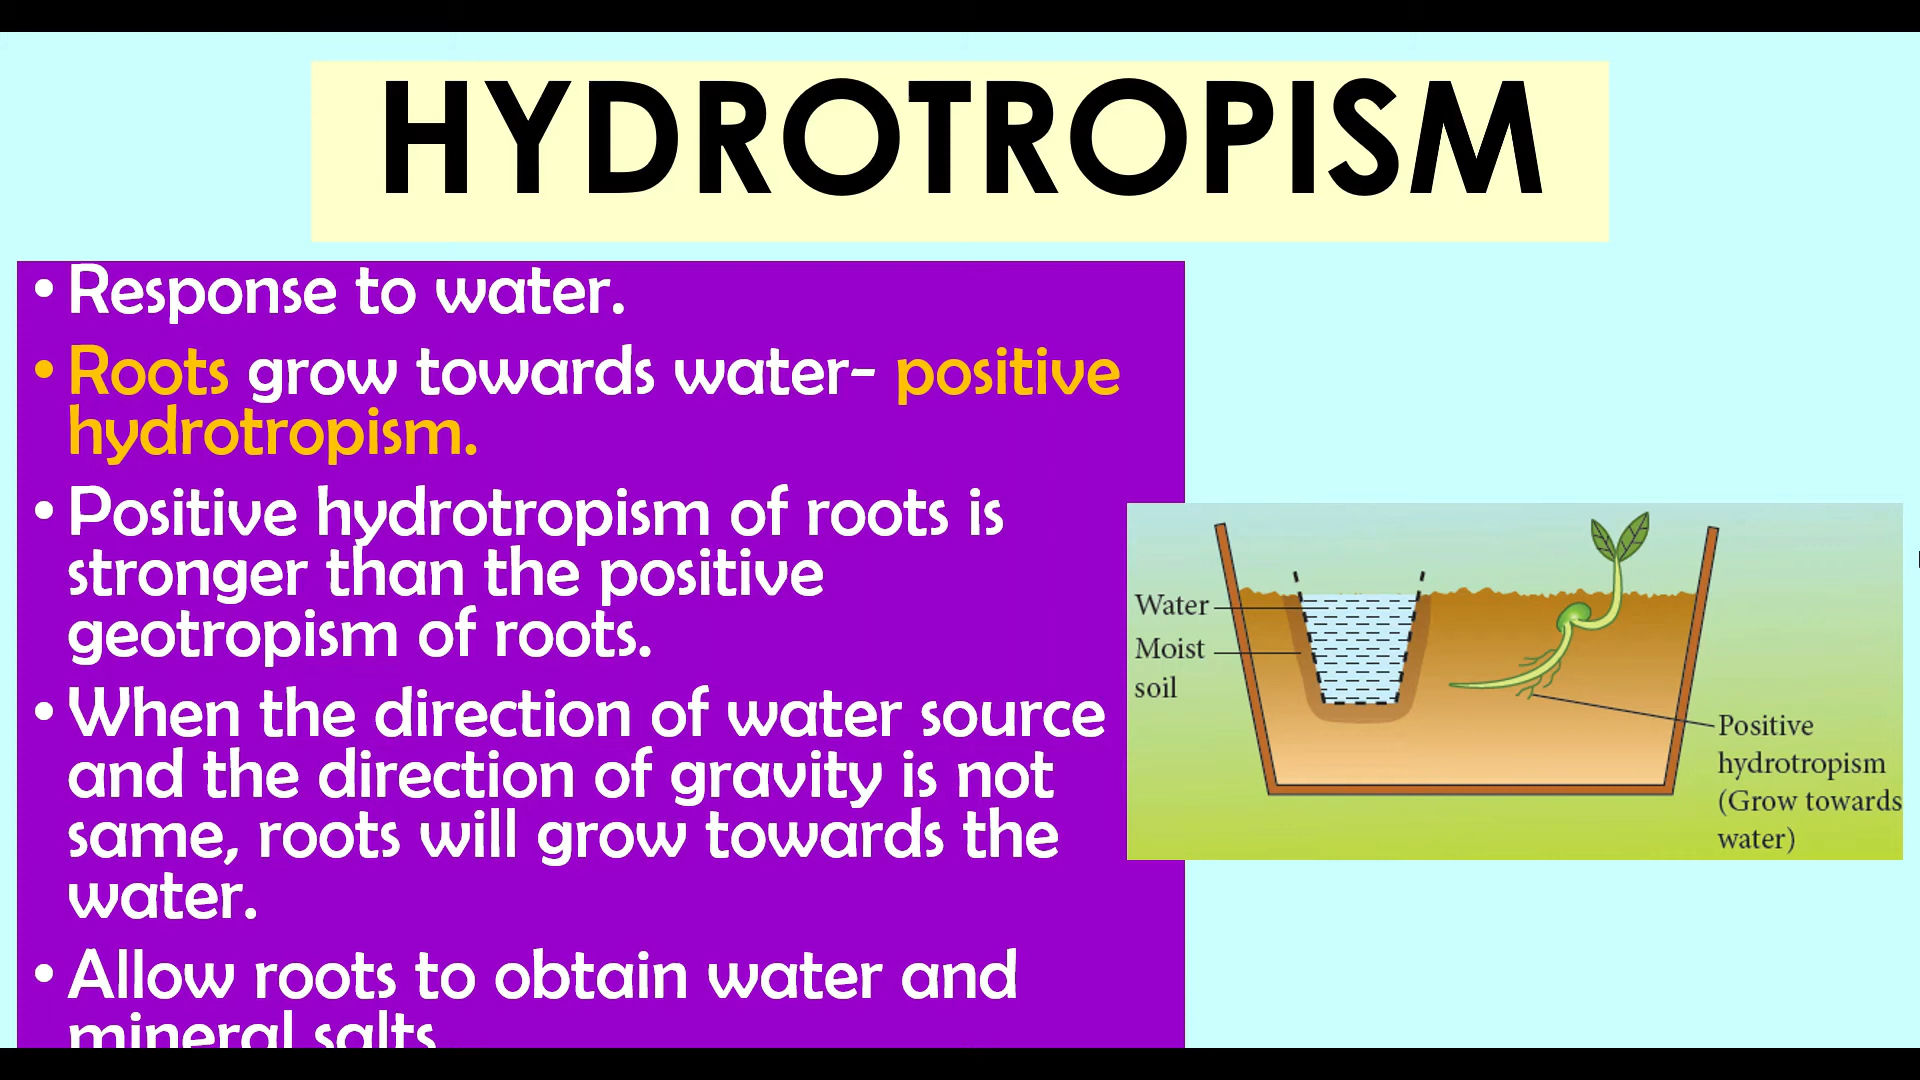 HYDROTROPISM
• Response to water.
• Roots grow towards water- positive
hydrotropism.
• Positive hydrotropism of roots is
stronger than the positive
geotropism of roots.
• When the direction of water source
and the direction of gravity is not
same, roots will grow towards the
water.
• Allow roots to obtain water and
mineral salts
Water
Moist
soil
Positive
hydrotropism
(Grow towards
water)